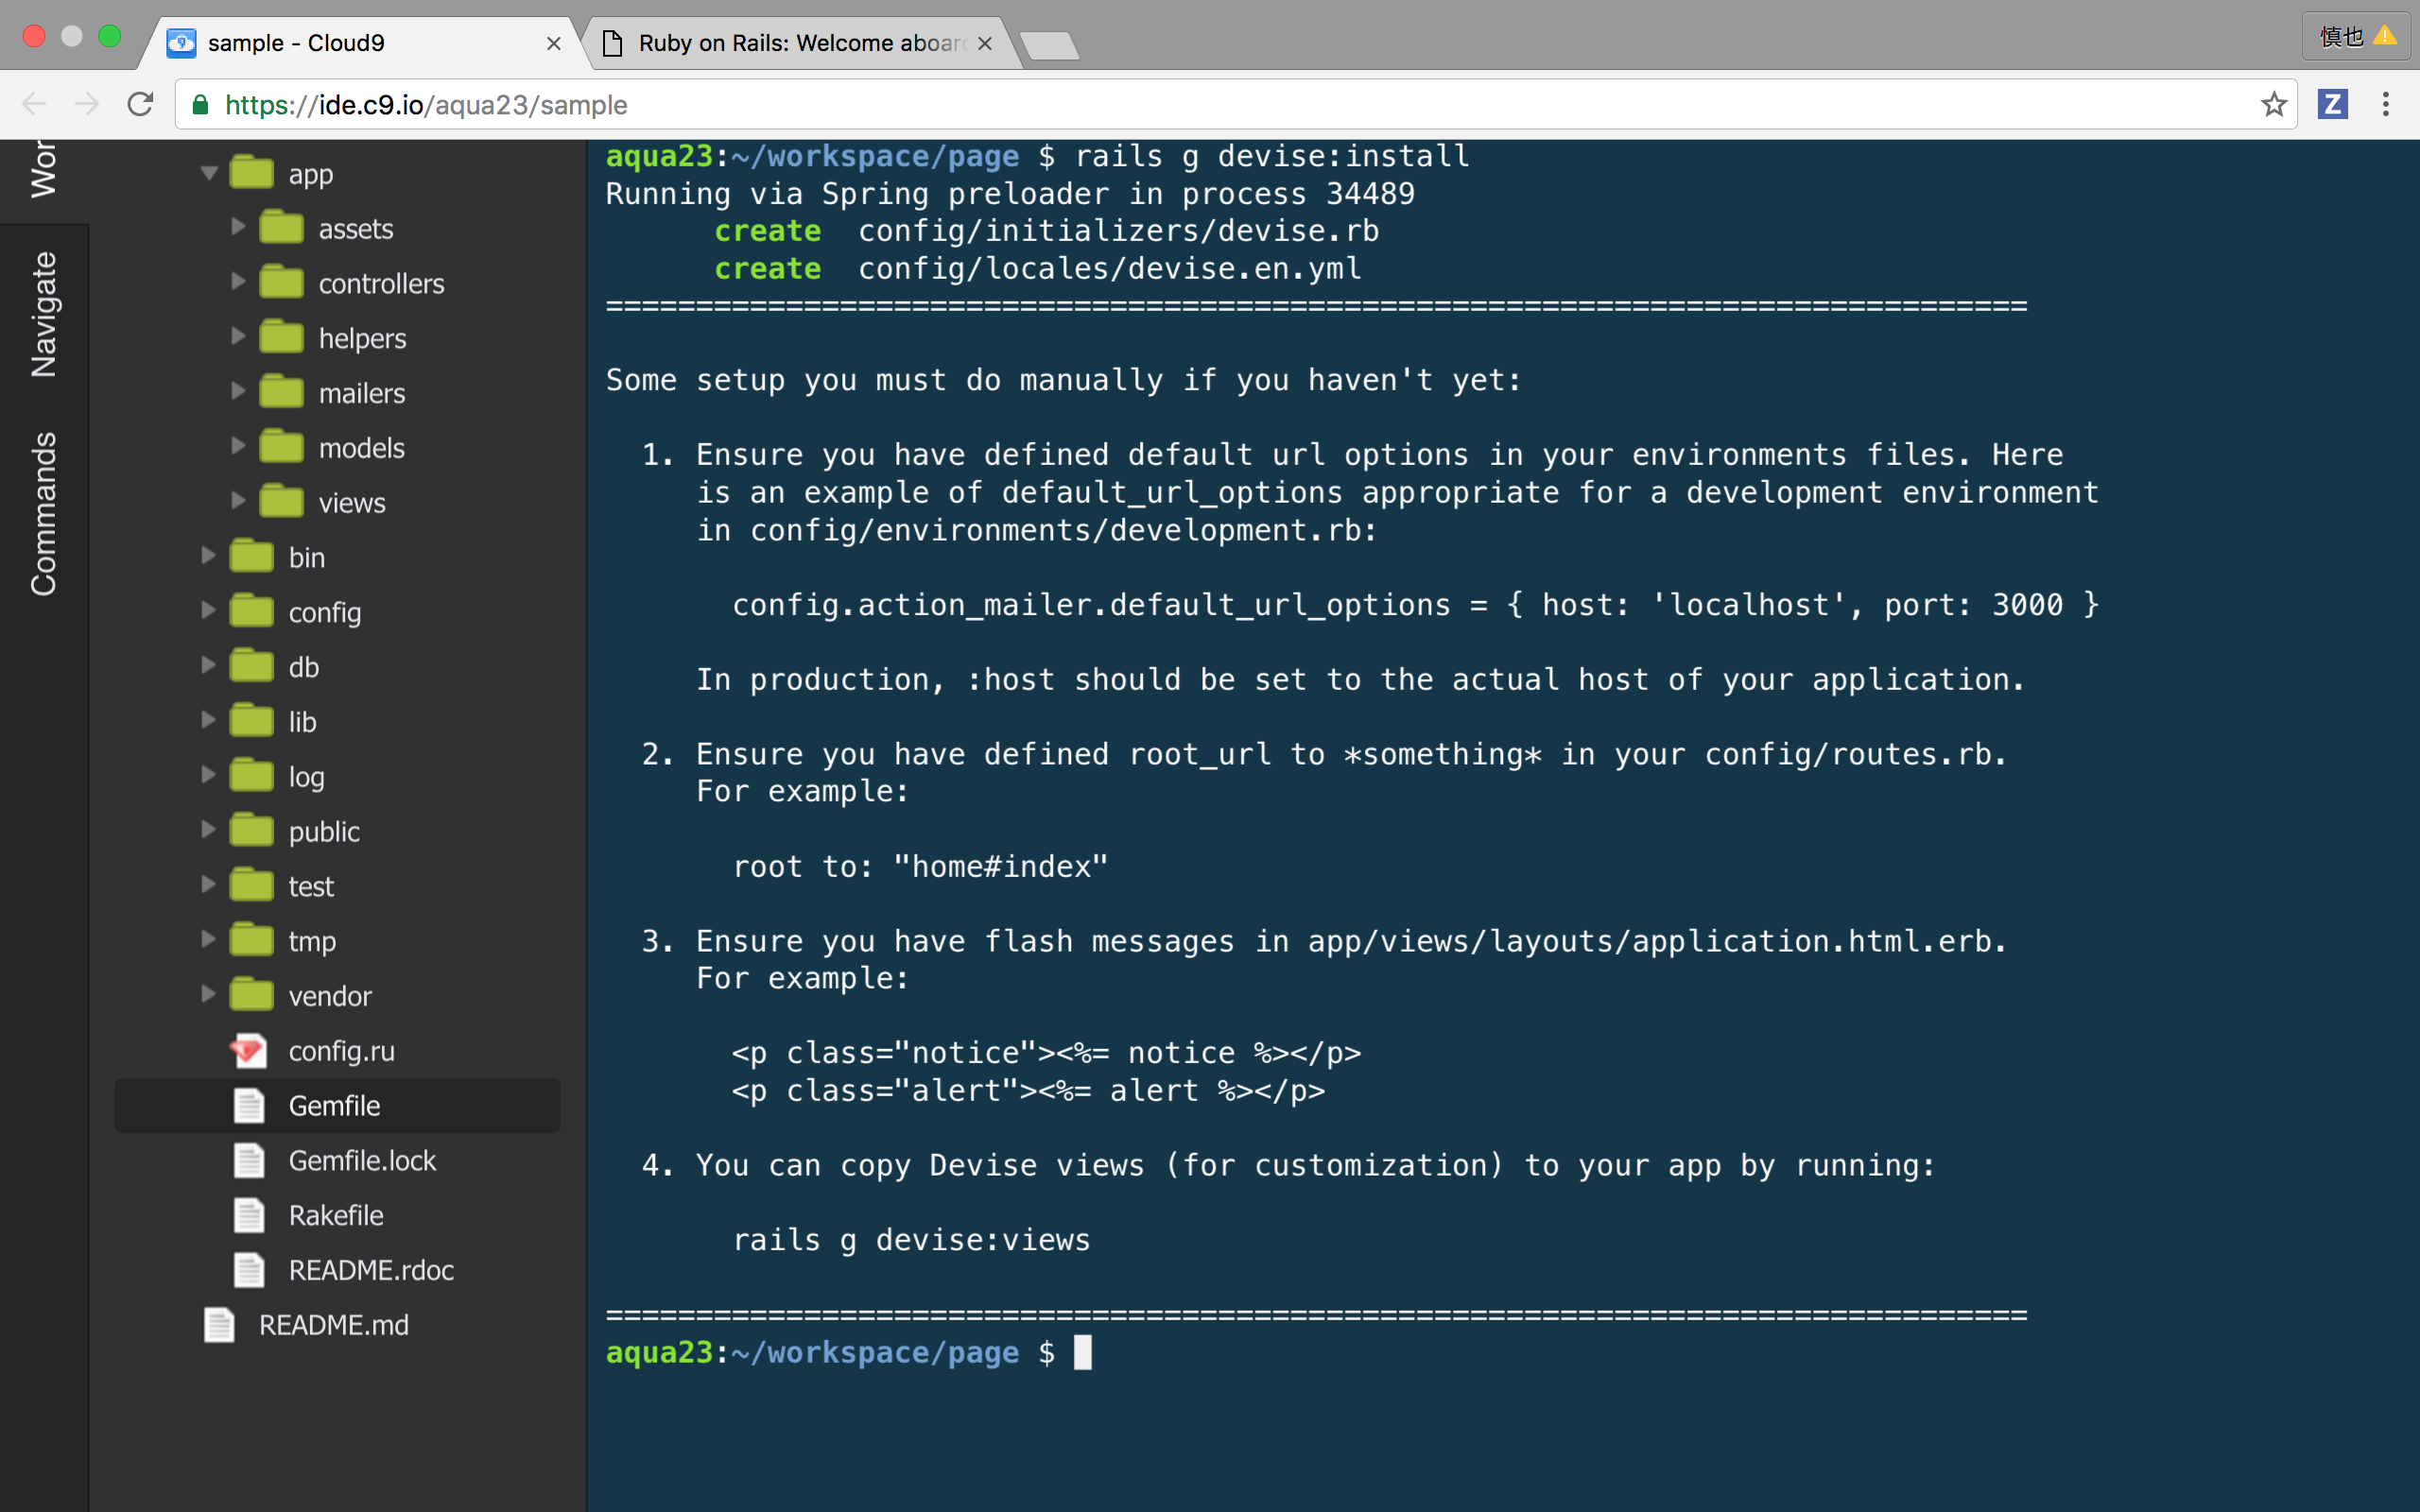 sample - Cloud9
Ruby on Rails: Welcome aboard
慎也
https://ide.c9.io/aqua23/sample
Z
Wor
Navigate
Commands
app
assets
controllers
helpers
mailers
models
views
bin
config
db
lib
log
public
test
tmp
vendor
config.ru
Gemfile
Gemfile.lock
Rakefile
README.rdoc
README.md
aqua23:~/workspace/page $ rails g devise:install
Running via Spring preloader in process 34489
create  config/initializers/devise.rb
create  config/locales/devise.en.yml
===============================================================================
Some setup you must do manually if you haven't yet:
1. Ensure you have defined default url options in your environments files. Here
is an example of default_url_options appropriate for a development environment
in config/environments/development.rb:
config.action_mailer.default_url_options = { host: 'localhost', port: 3000 }
In production, :host should be set to the actual host of your application.
2. Ensure you have defined root_url to *something* in your config/routes.rb.
For example:
root to: "home#index"
3. Ensure you have flash messages in app/views/layouts/application.html.erb.
For example:
<p class="notice"><%= notice %></p>
<p class="alert"><%= alert %></p>
4. You can copy Devise views (for customization) to your app by running:
rails g devise:views
===============================================================================
aqua23:~/workspace/page $